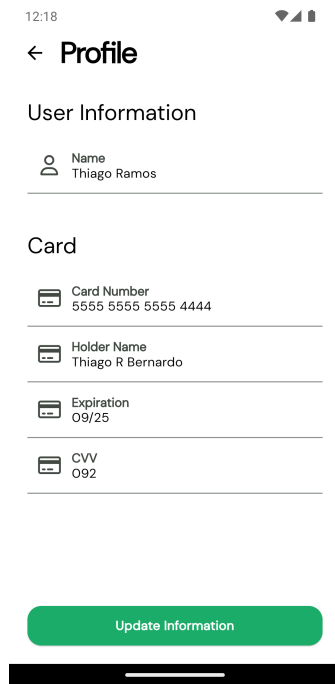 12:18
Profile
User Information
Name
Thiago Ramos
Card
Card Number
5555 5555 5555 4444
Holder Name
Thiago R Bernardo
Expiration
09/25
CVV
092
Update Information